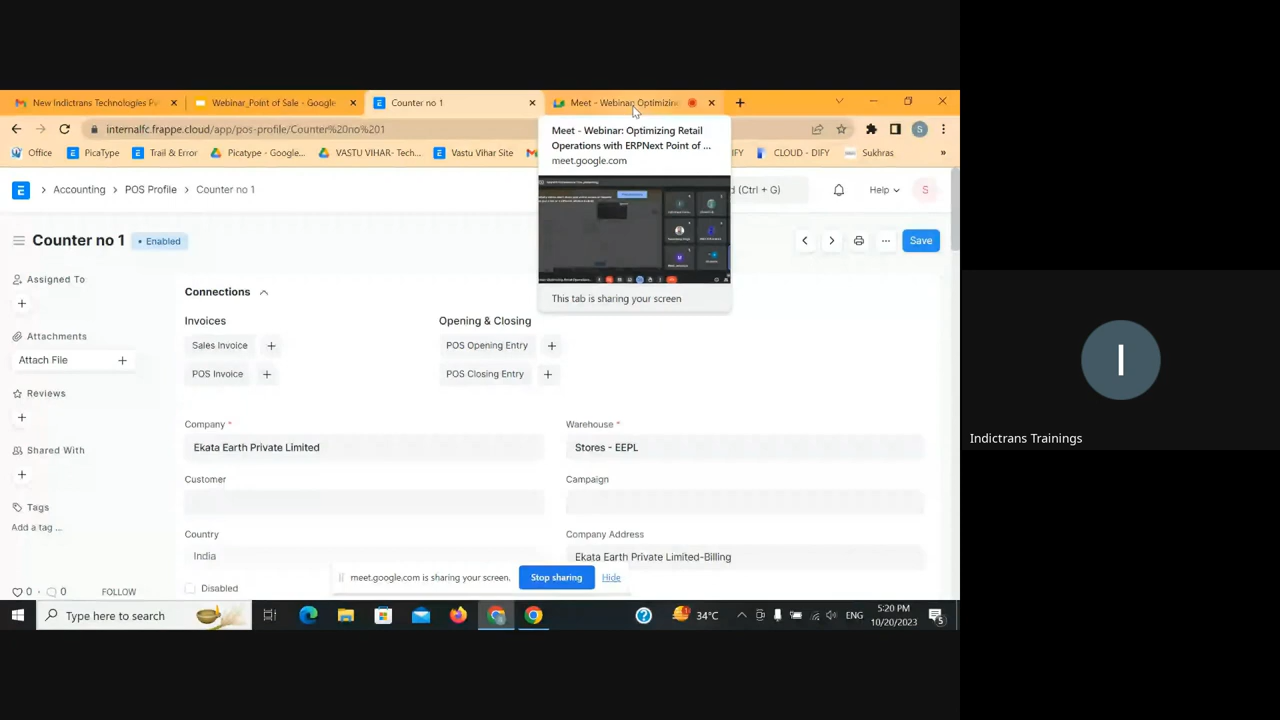 New Indictrans Technologies P
Webinar_Point of Sale - Google
Counter no 1
Meet - Webinar: Optimizin
internalfc.frappe.cloud/app/pos-profile/Counter%20no%201
S
Office
PicaType
Trail & Error
Picatype - Google...
VASTU VIHAR- Tech...
Vastu Vihar Site
DIFY
CLOUD - DIFY
Sukhras
»
Meet - Webinar: Optimizing Retail
Operations with ERPNext Point of ...
meet.google.com
This tab is sharing your screen
E
Accounting
POS Profile
Counter no 1
(Ctrl + G)
Help
S
Counter no 1
Enabled
Save
Assigned To
Attachments
Attach File
Reviews
Shared With
Tags
Add a tag ...
0
0
FOLLOW
Connections
Invoices
Sales Invoice
POS Invoice
Opening & Closing
POS Opening Entry
POS Closing Entry
Company *
Ekata Earth Private Limited
Warehouse *
Stores - EEPL
Customer
Campaign
Country
India
Company Address
Ekata Earth Private Limited-Billing
Disabled
meet.google.com is sharing your screen.
Stop sharing
Hide
Type here to search
34°C
ENG
5:20 PM
10/20/2023
5
I
Indictrans Trainings